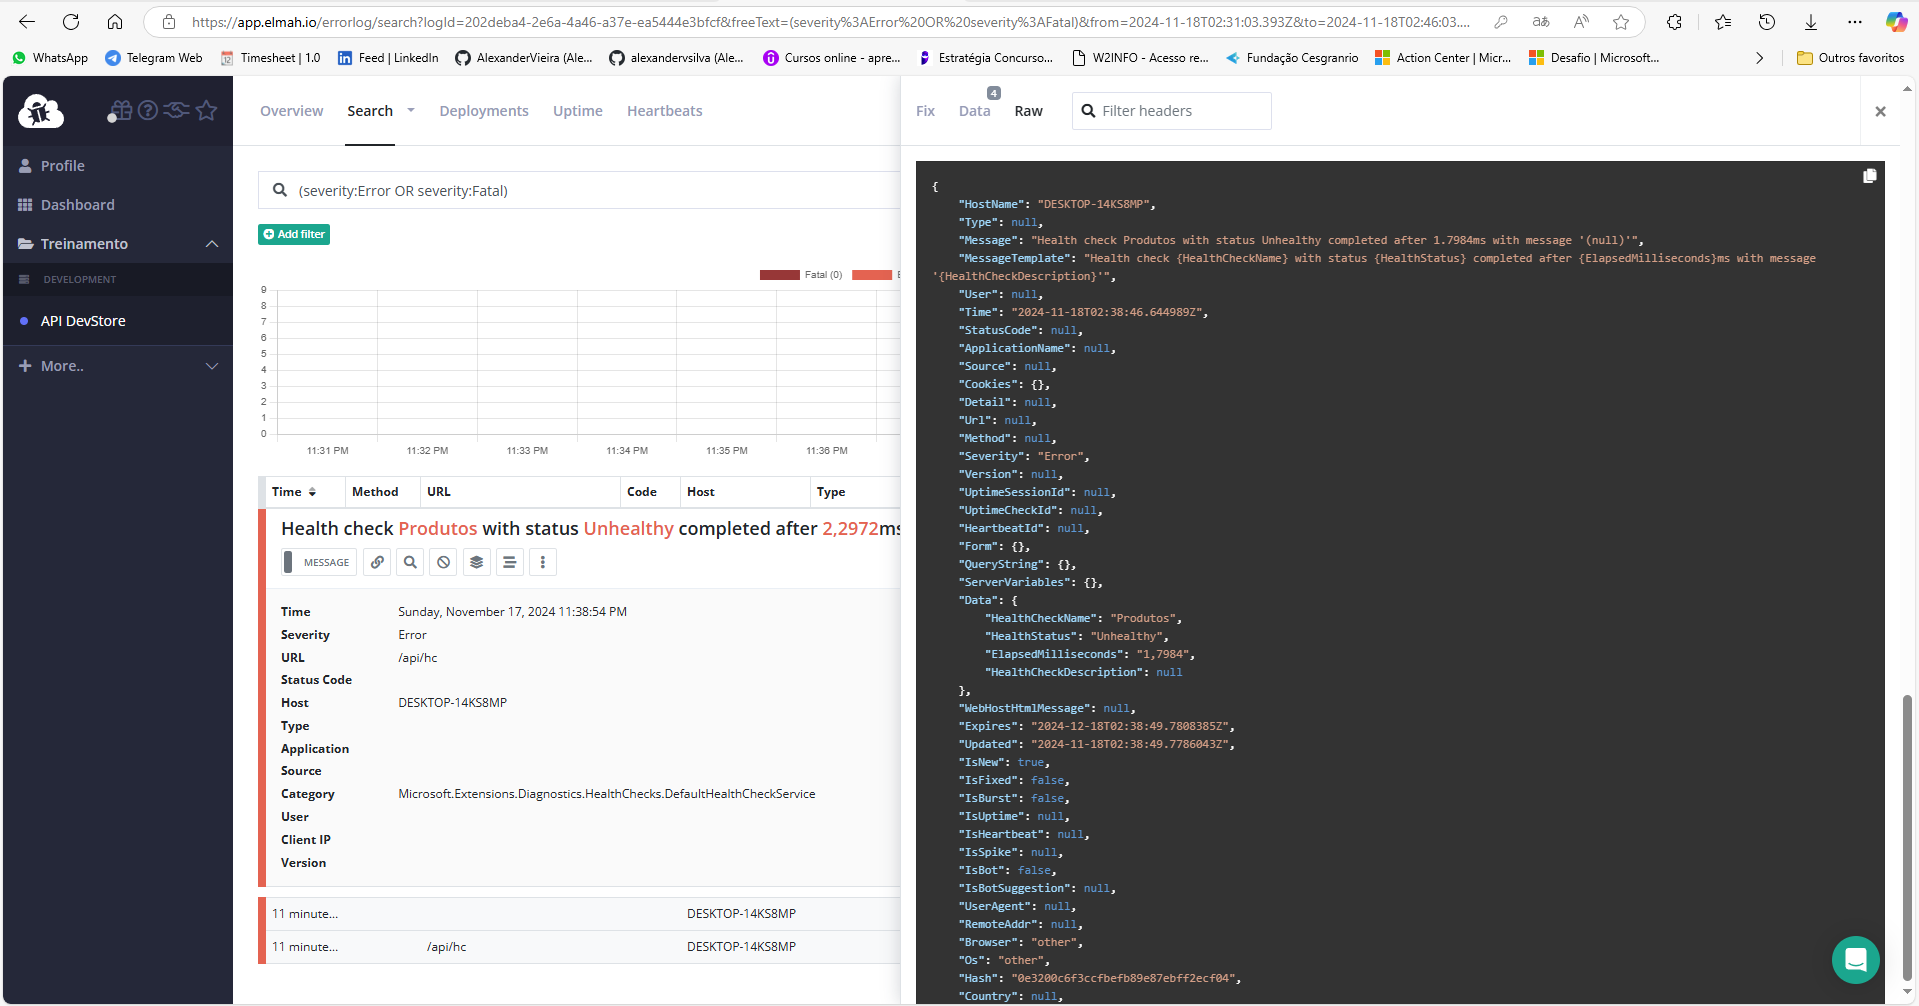 https://app.elmah.io/errorlog/search?logId=202deba4-2e6a-4a46-a37e-ea5444e3bfcf&freeText=(severity%3AError%20OR%20severity%3AFatal)&from=2024-11-18T02:31:03.393Z&to=2024-11-18T02:46:03....
WhatsApp
Telegram Web
Timesheet | 1.0
Feed | LinkedIn
AlexanderVieira (Ale...
alexandervsilva (Ale...
Cursos online - apre...
Estratégia Concurso...
W2INFO - Acesso re...
Fundação Cesgranrio
Action Center | Micr...
Desafio | Microsoft...
Outros favoritos
Profile
Dashboard
Treinamento
DEVELOPMENT
API DevStore
More..
Overview
Search
Deployments
Uptime
Heartbeats
(severity:Error OR severity:Fatal)
Add filter
Fatal (0)
9
8
7
6
5
4
3
2
1
0
11:31 PM
11:32 PM
11:33 PM
11:34 PM
11:35 PM
11:36 PM
Time
Method
URL
Code
Host
Type
Health check Produtos with status Unhealthy completed after 2,2972ms
MESSAGE
Time Sunday, November 17, 2024 11:38:54 PM
Severity Error
URL /api/hc
Status Code
Host DESKTOP-14KS8MP
Type
Application
Source
Category Microsoft.Extensions.Diagnostics.HealthChecks.DefaultHealthCheckService
User
Client IP
Version
11 minute... DESKTOP-14KS8MP
11 minute... /api/hc DESKTOP-14KS8MP
Fix
Data
4
Raw
Filter headers
{
"HostName": "DESKTOP-14KS8MP",
"Type": null,
"Message": "Health check Produtos with status Unhealthy completed after 1.7984ms with message '(null)'",
"MessageTemplate": "Health check {HealthCheckName} with status {HealthStatus} completed after {ElapsedMilliseconds}ms with message
'{HealthCheckDescription}'",
"User": null,
"Time": "2024-11-18T02:38:46.644989Z",
"StatusCode": null,
"ApplicationName": null,
"Source": null,
"Cookies": {},
"Detail": null,
"Url": null,
"Method": null,
"Severity": "Error",
"Version": null,
"UptimeSessionId": null,
"UptimeCheckId": null,
"HeartbeatId": null,
"Form": {},
"QueryString": {},
"ServerVariables": {},
"Data": {
"HealthCheckName": "Produtos",
"HealthStatus": "Unhealthy",
"ElapsedMilliseconds": "1,7984",
"HealthCheckDescription": null
},
"WebHostHtmlMessage": null,
"Expires": "2024-12-18T02:38:49.7808385Z",
"Updated": "2024-11-18T02:38:49.7786043Z",
"IsNew": true,
"IsFixed": false,
"IsBurst": false,
"IsUptime": null,
"IsHeartbeat": null,
"IsSpike": null,
"IsBot": false,
"IsBotSuggestion": null,
"UserAgent": null,
"RemoteAddr": null,
"Browser": "other",
"Os": "other",
"Hash": "0e3200c6f3ccfbefb89e87ebff2ecf04",
"Country": null,